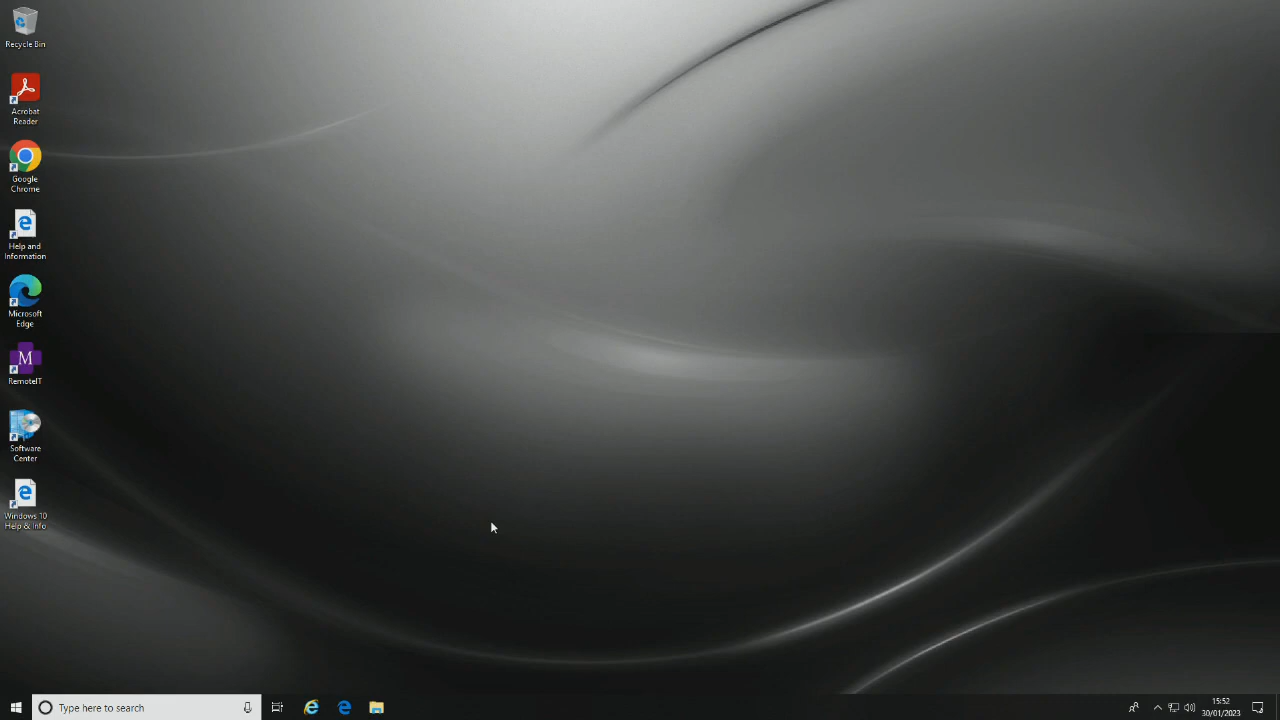 Recycle Bin
Acrobat
Reader
Google
Chrome
Help and
Information
Microsoft
Edge
M
RemoteIT
Software
Center
Windows 10
Help & Info
Type here to search
15:52
30/01/2023